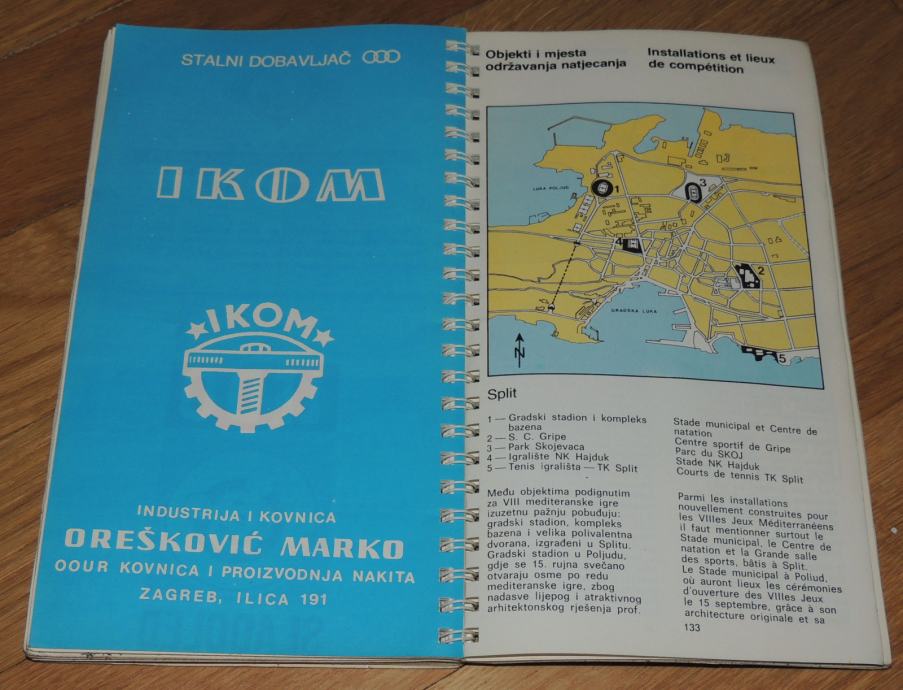 STALNI DOBAVLJAČ
IKOM
IKOM
INDUSTRIJA I KOVNICA
OREŠKOVIĆ MARKO
OOUR KOVNICA I PROIZVODNJA NAKITA
ZAGREB, ILICA 191
Objekti i mjesta
održavanja natjecanja
Installations et lieux
de compétition
LUKA POLJUD
1
3
4
2
GRADSKA LUKA
5
N
Split
1 — Gradski stadion i kompleks
bazena
2 — S. C. Gripe
3 — Park Skojevaca
4 — Igralište NK Hajduk
5 — Tenis igrališta — TK Split
Stade municipal et Centre de
natation
Centre sportif de Gripe
Parc du SKOJ
Stade NK Hajduk
Courts de tennis TK Split
Među objektima podignutim
za VIII mediteranske igre
izuzetnu pažnju pobuđuju:
gradski stadion, kompleks
bazena i velika polivalentna
dvorana, izgrađeni u Splitu.
Gradski stadion u Poljudu,
gdje se 15. rujna svečano
otvaraju osme po redu
mediteranske igre, zbog
nadasve lijepog i atraktivnog
arhitektonskog rješenja prof.
Parmi les installations
nouvellement construites pour
les VIIIes Jeux Méditerranéens
il faut mentionner surtout le
Stade municipal, le Centre de
natation et la Grande salle
des sports, bâtis à Split.
Le Stade municipal à Poliud,
où auront lieux les cérémonies
d'ouverture des VIIIes Jeux
le 15 septembre, grâce à son
architecture originale et sa
133